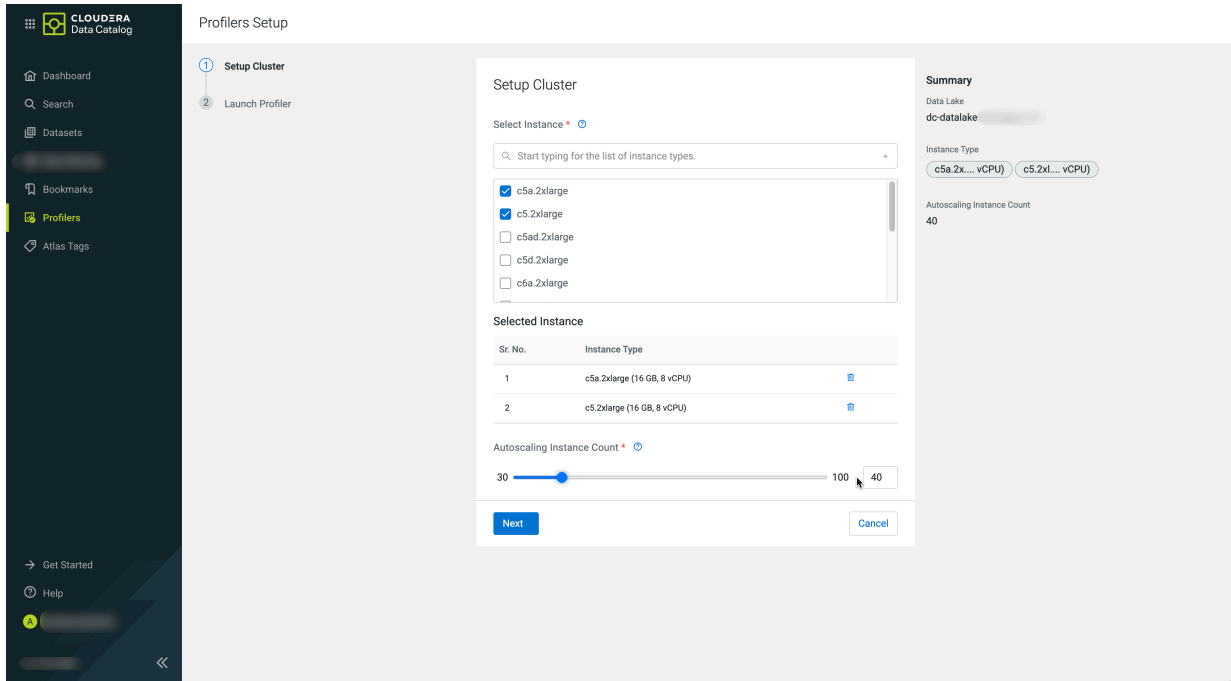 CLOUDERA
Data Catalog
Dashboard
Search
Datasets
Bookmarks
Profilers
Atlas Tags
Get Started
Help
A
Profilers Setup
1 Setup Cluster
2 Launch Profiler
Setup Cluster
Select Instance *
Start typing for the list of instance types.
c5a.2xlarge
c5.2xlarge
c5ad.2xlarge
c5d.2xlarge
c6a.2xlarge
Selected Instance
Sr. No. Instance Type
1 c5a.2xlarge (16 GB, 8 vCPU)
2 c5.2xlarge (16 GB, 8 vCPU)
Autoscaling Instance Count *
30 100 40
Next Cancel
Summary
Data Lake
dc-datalake
Instance Type
c5a.2x.... vCPU) c5.2xl.... vCPU)
Autoscaling Instance Count
40